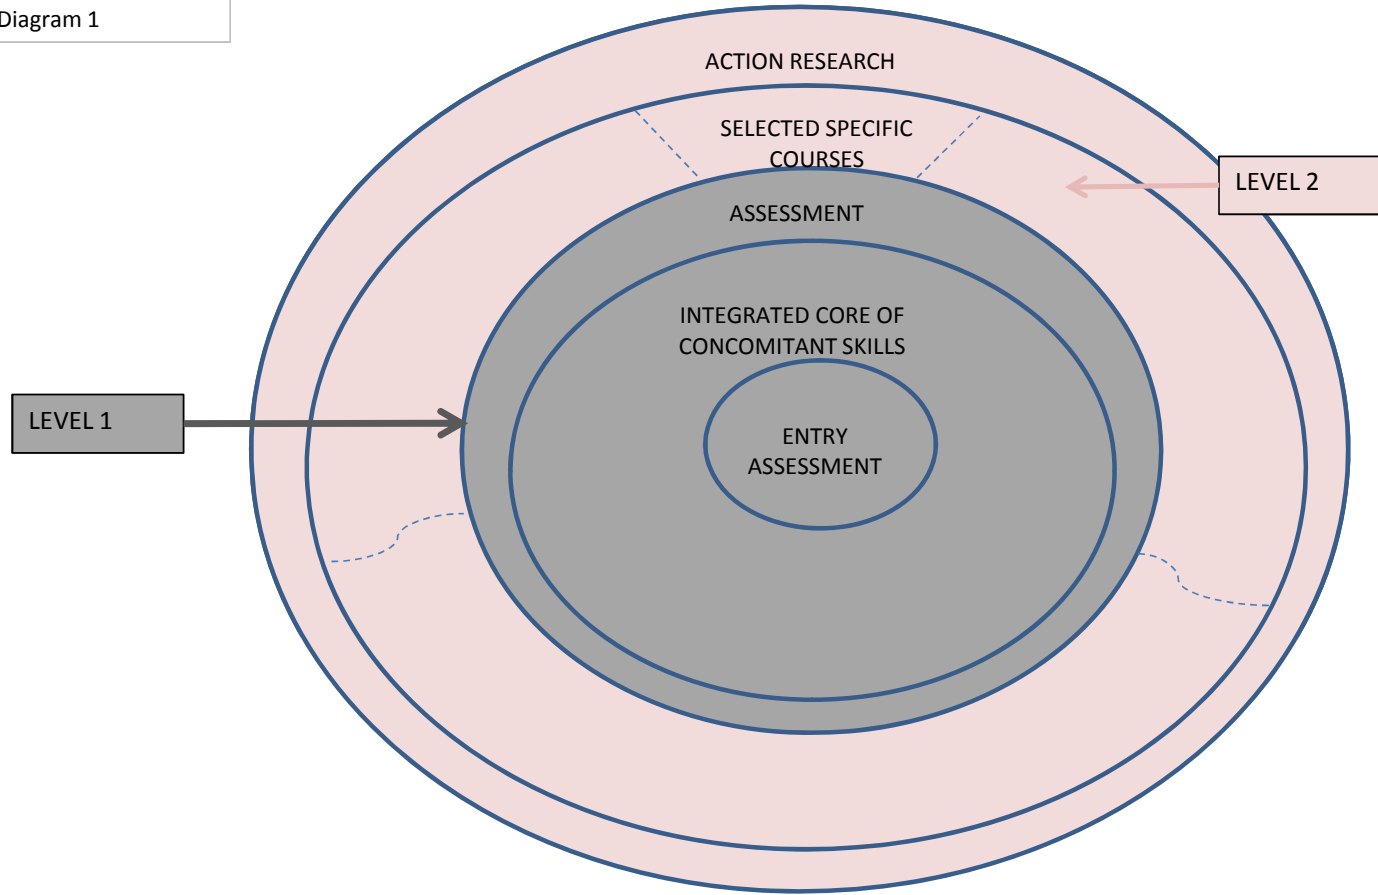 Diagram 1
ACTION RESEARCH
SELECTED SPECIFIC
COURSES
LEVEL 2
ASSESSMENT
INTEGRATED CORE OF
CONCOMITANT SKILLS
LEVEL 1
ENTRY
ASSESSMENT